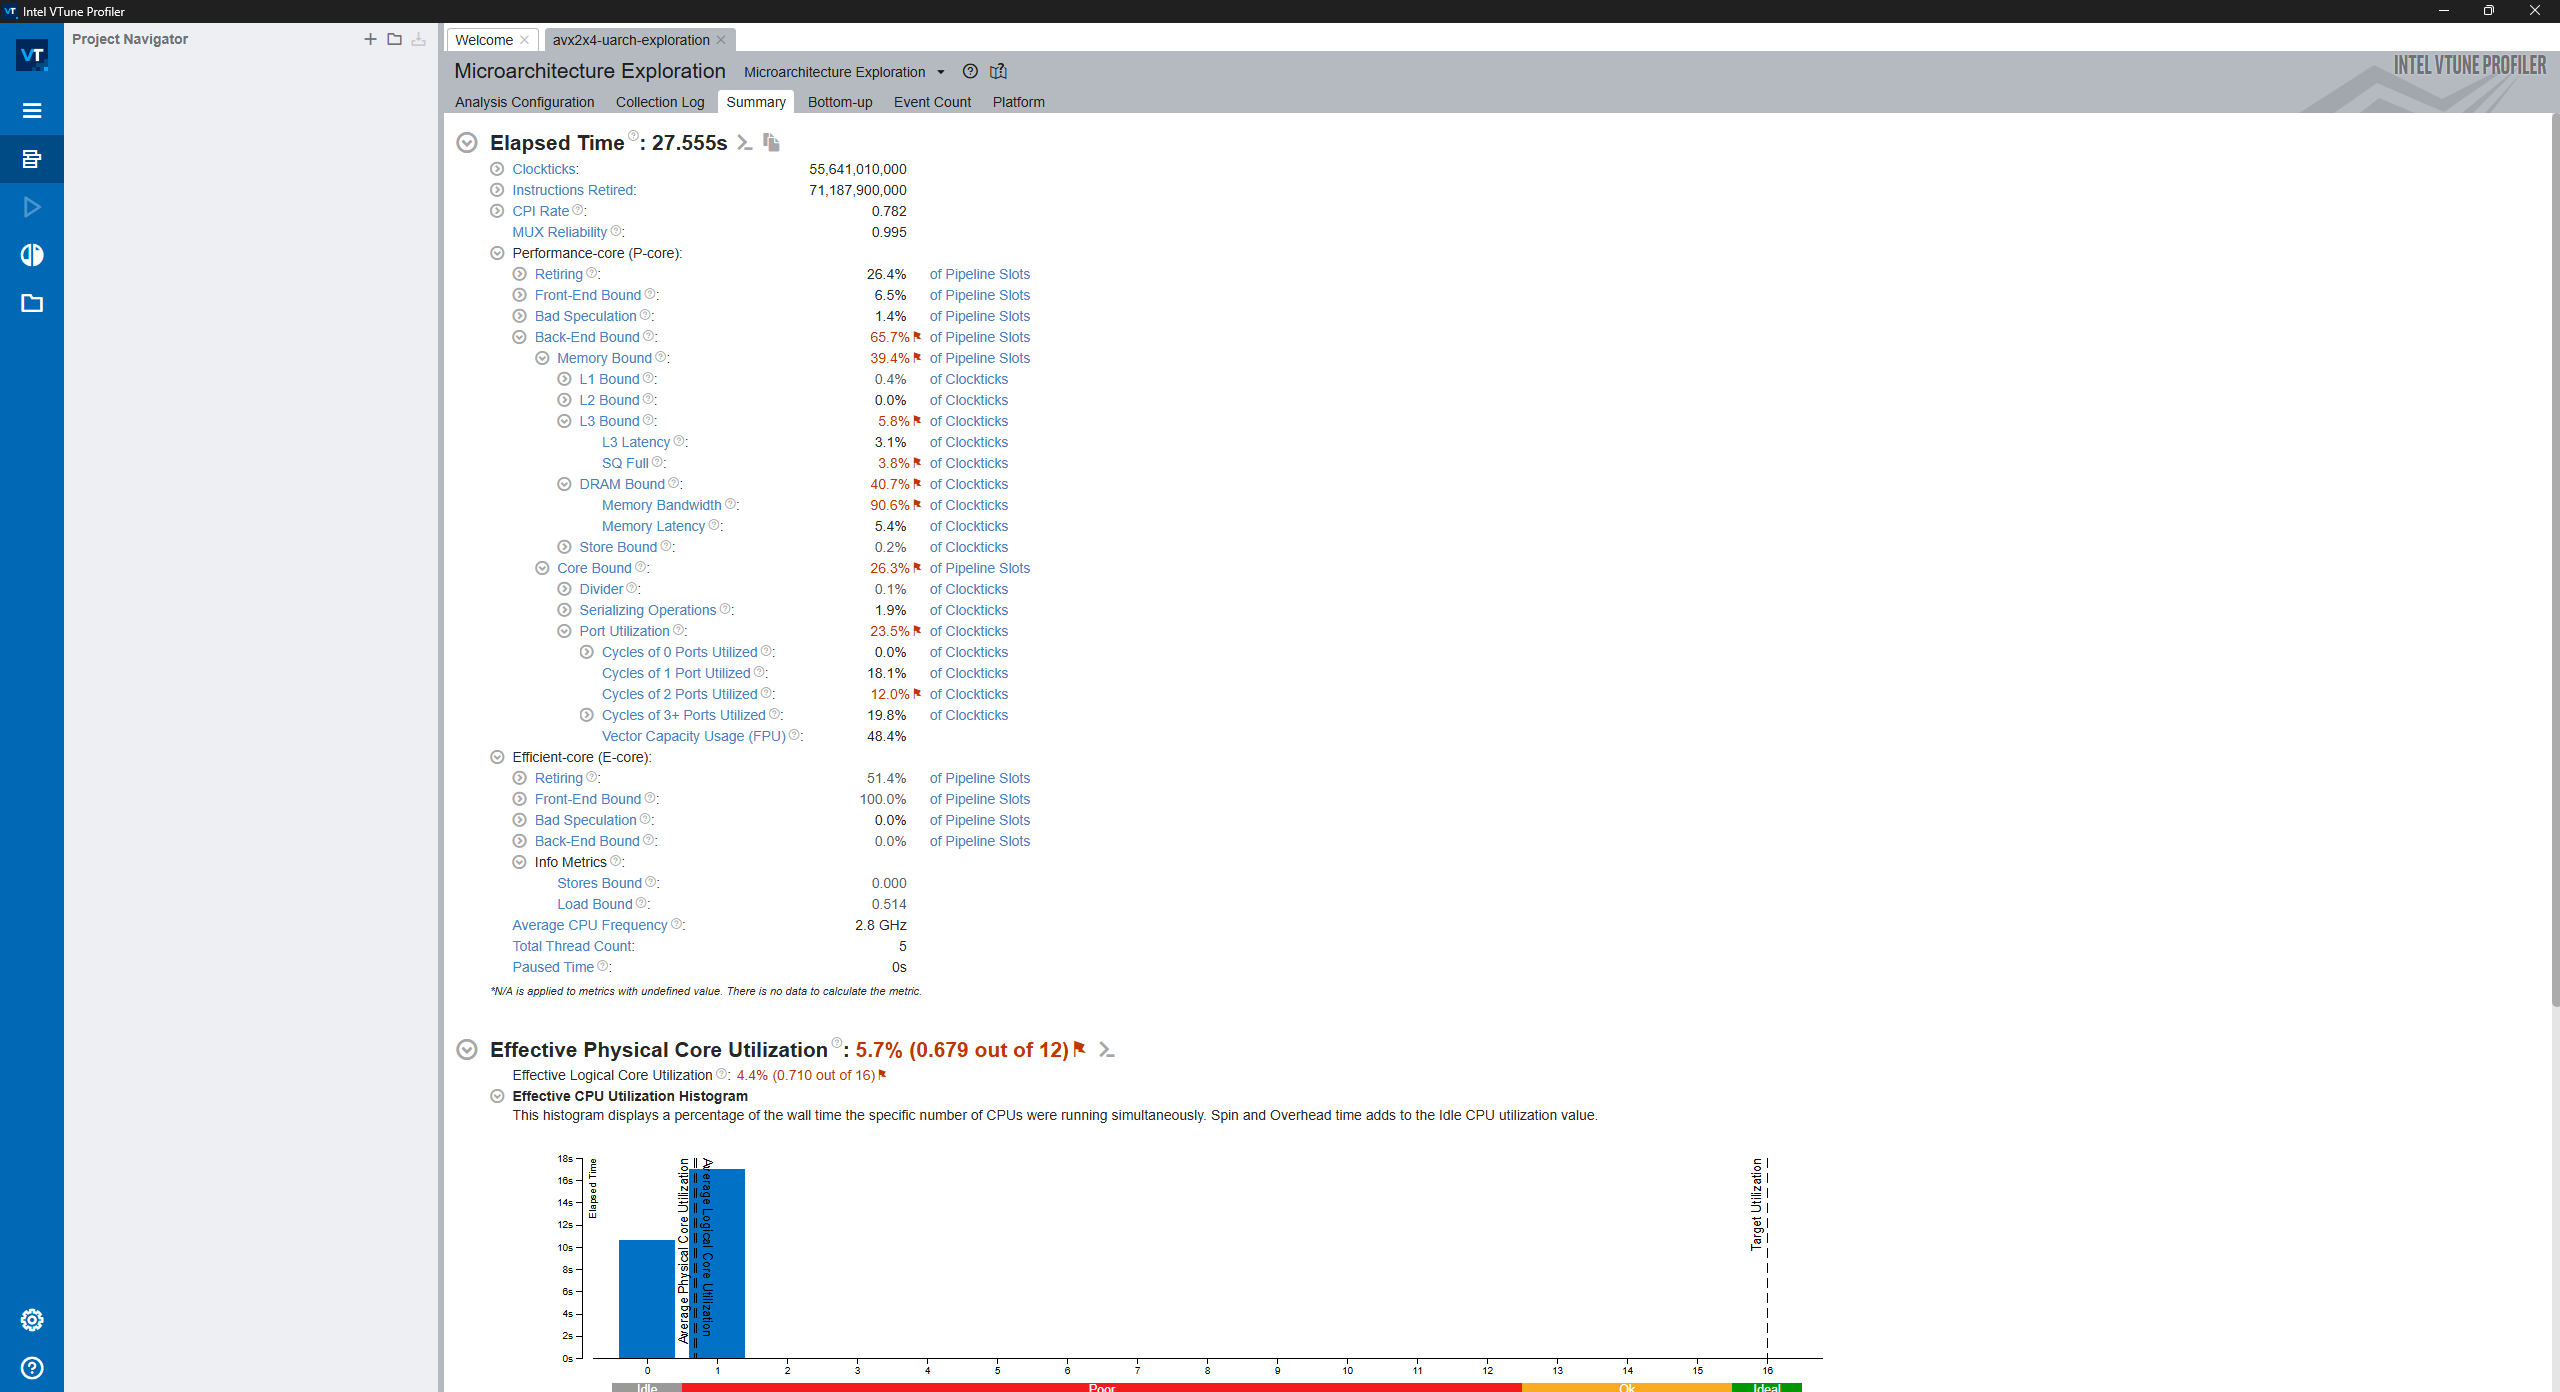 Intel VTune Profiler
Project Navigator
Welcome
avx2x4-uarch-exploration
Microarchitecture Exploration
Microarchitecture Exploration
INTEL VTUNE PROFILER
Analysis Configuration
Collection Log
Summary
Bottom-up
Event Count
Platform
Elapsed Time: 27.555s
Clockticks: 55,641,010,000
Instructions Retired: 71,187,900,000
CPI Rate: 0.782
MUX Reliability: 0.995
Performance-core (P-core):
Retiring: 26.4% of Pipeline Slots
Front-End Bound: 6.5% of Pipeline Slots
Bad Speculation: 1.4% of Pipeline Slots
Back-End Bound: 65.7% of Pipeline Slots
Memory Bound: 39.4% of Pipeline Slots
L1 Bound: 0.4% of Clockticks
L2 Bound: 0.0% of Clockticks
L3 Bound: 5.8% of Clockticks
L3 Latency: 3.1% of Clockticks
SQ Full: 3.8% of Clockticks
DRAM Bound: 40.7% of Clockticks
Memory Bandwidth: 90.6% of Clockticks
Memory Latency: 5.4% of Clockticks
Store Bound: 0.2% of Clockticks
Core Bound: 26.3% of Pipeline Slots
Divider: 0.1% of Clockticks
Serializing Operations: 1.9% of Clockticks
Port Utilization: 23.5% of Clockticks
Cycles of 0 Ports Utilized: 0.0% of Clockticks
Cycles of 1 Port Utilized: 18.1% of Clockticks
Cycles of 2 Ports Utilized: 12.0% of Clockticks
Cycles of 3+ Ports Utilized: 19.8% of Clockticks
Vector Capacity Usage (FPU): 48.4%
Efficient-core (E-core):
Retiring: 51.4% of Pipeline Slots
Front-End Bound: 100.0% of Pipeline Slots
Bad Speculation: 0.0% of Pipeline Slots
Back-End Bound: 0.0% of Pipeline Slots
Info Metrics:
Stores Bound: 0.000
Load Bound: 0.514
Average CPU Frequency: 2.8 GHz
Total Thread Count: 5
Paused Time: 0s
*N/A is applied to metrics with undefined value. There is no data to calculate the metric.
Effective Physical Core Utilization: 5.7% (0.679 out of 12)
Effective Logical Core Utilization: 4.4% (0.710 out of 16)
Effective CPU Utilization Histogram
This histogram displays a percentage of the wall time the specific number of CPUs were running simultaneously. Spin and Overhead time adds to the Idle CPU utilization value.
18s
16s
14s
12s
10s
8s
6s
4s
2s
0s
Elapsed Time
Average Physical Core Utilization
Average Logical Core Utilization
Target Utilization
0 1 2 3 4 5 6 7 8 9 10 11 12 13 14 15 16
Idle Poor Ok Ideal